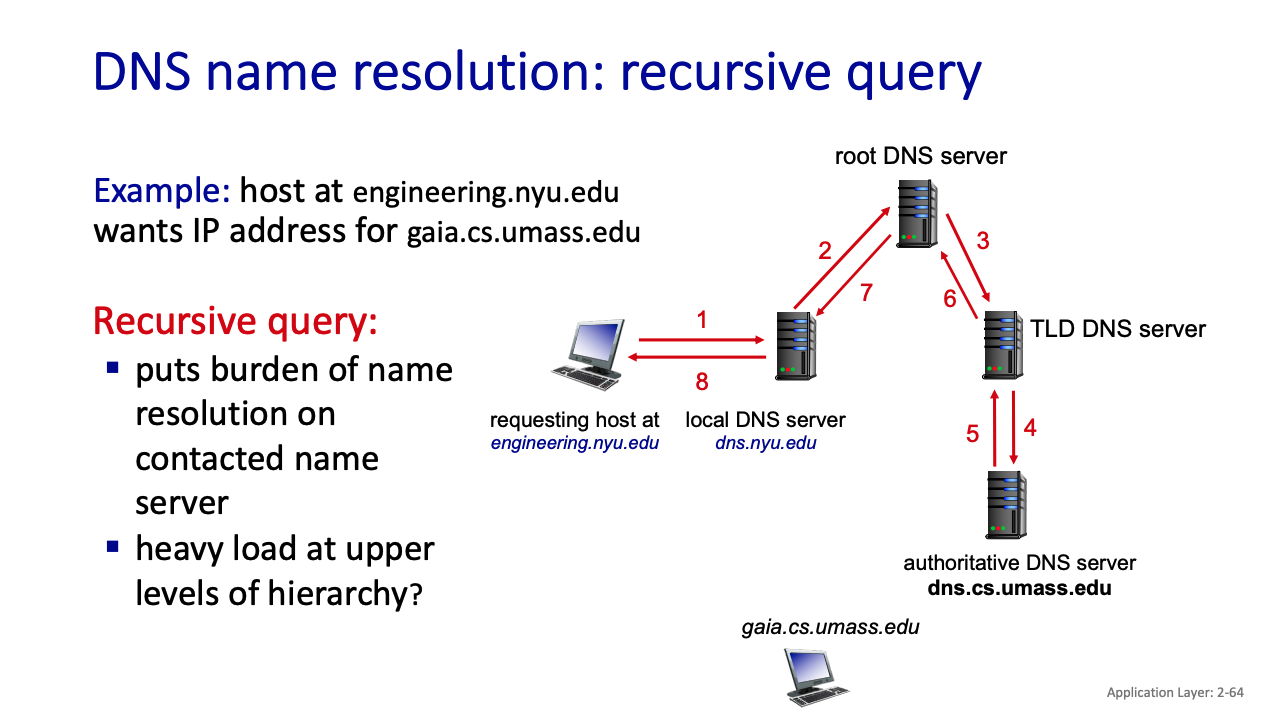 DNS name resolution: recursive query
Example: host at engineering.nyu.edu
wants IP address for gaia.cs.umass.edu
Recursive query:
▪ puts burden of name
resolution on
contacted name
server
▪ heavy load at upper
levels of hierarchy?
root DNS server
2
3
7
6
1
8
TLD DNS server
requesting host at
engineering.nyu.edu
local DNS server
dns.nyu.edu
5
4
authoritative DNS server
dns.cs.umass.edu
gaia.cs.umass.edu
Application Layer: 2-64